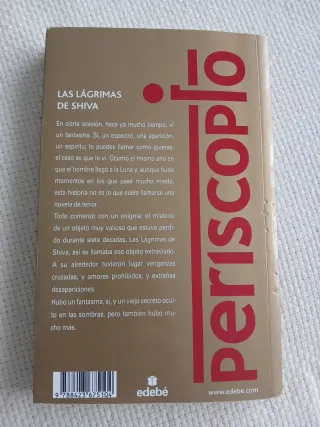 LAS LÁGRIMAS
DE SHIVA
En cierta ocasión, hace ya mucho tiempo, vi
un fantasma. Sí, un espectro, una aparición,
un espíritu; lo puedes llamar como quieras,
el caso es que lo vi. Ocurrió el mismo año en
que el hombre llegó a la Luna y, aunque hubo
momentos en los que pasé mucho miedo,
esta historia no es lo que suele llamarse una
novela de terror.
Todo comenzó con un enigma: el misterio
de un objeto muy valioso que estuvo perdi-
do durante siete décadas. Las Lágrimas de
Shiva, así se llamaba ese objeto extraviado.
A su alrededor tuvieron lugar venganzas
cruzadas, y amores prohibidos, y extrañas
desapariciones.
Hubo un fantasma, sí, y un viejo secreto ocul-
to en las sombras, pero también hubo mu-
cho más.
periscopio
9 788423 675104
edebé
www.edebe.com